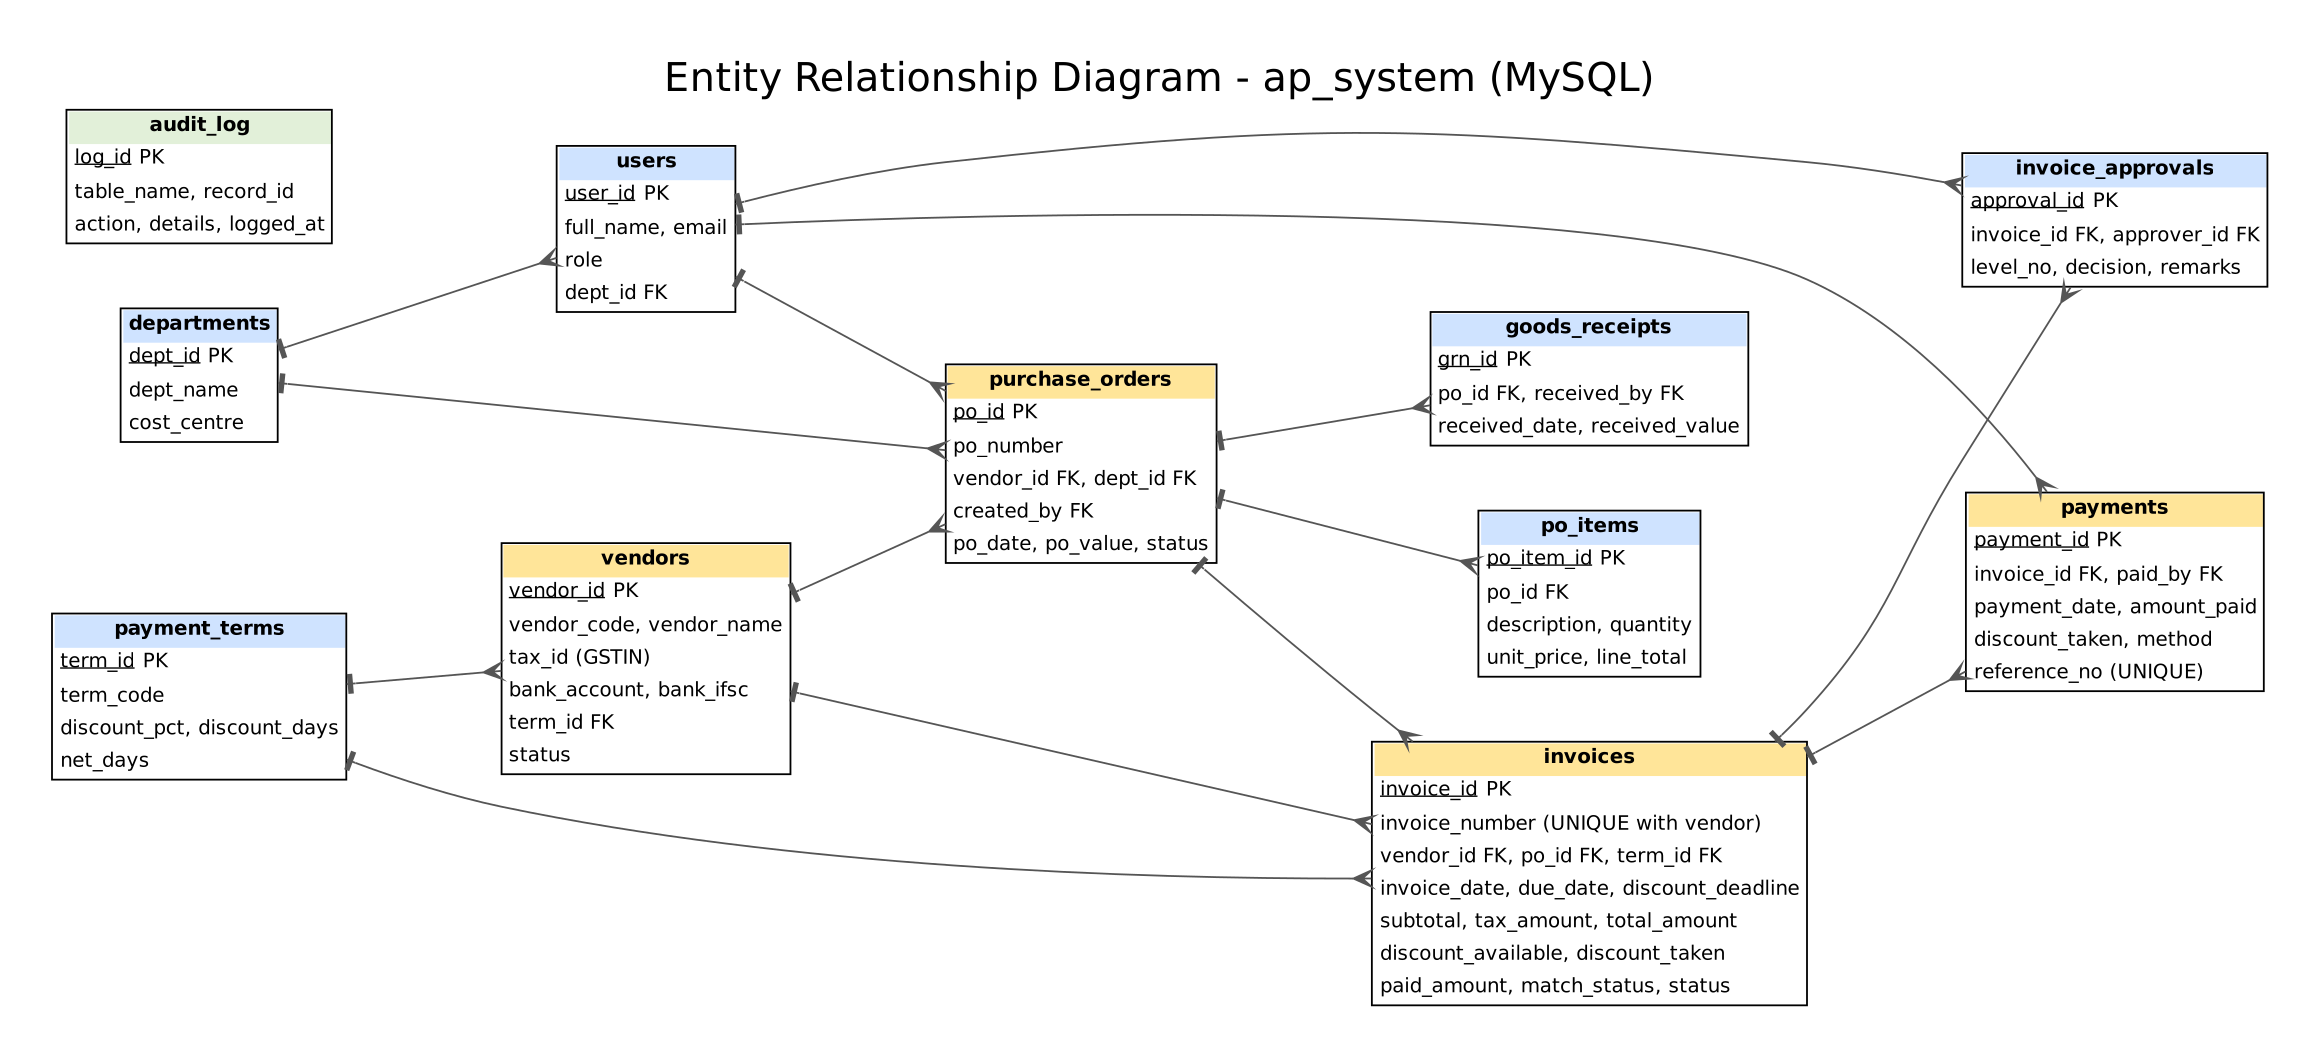 Entity Relationship Diagram - ap_system (MySQL)
audit_log
log_id PK
table_name, record_id
action, details, logged_at
departments
dept_id PK
dept_name
cost_centre
payment_terms
term_id PK
term_code
discount_pct, discount_days
net_days
users
user_id PK
full_name, email
role
dept_id FK
vendors
vendor_id PK
vendor_code, vendor_name
tax_id (GSTIN)
bank_account, bank_ifsc
term_id FK
status
purchase_orders
po_id PK
po_number
vendor_id FK, dept_id FK
created_by FK
po_date, po_value, status
goods_receipts
grn_id PK
po_id FK, received_by FK
received_date, received_value
po_items
po_item_id PK
po_id FK
description, quantity
unit_price, line_total
invoices
invoice_id PK
invoice_number (UNIQUE with vendor)
vendor_id FK, po_id FK, term_id FK
invoice_date, due_date, discount_deadline
subtotal, tax_amount, total_amount
discount_available, discount_taken
paid_amount, match_status, status
invoice_approvals
approval_id PK
invoice_id FK, approver_id FK
level_no, decision, remarks
payments
payment_id PK
invoice_id FK, paid_by FK
payment_date, amount_paid
discount_taken, method
reference_no (UNIQUE)